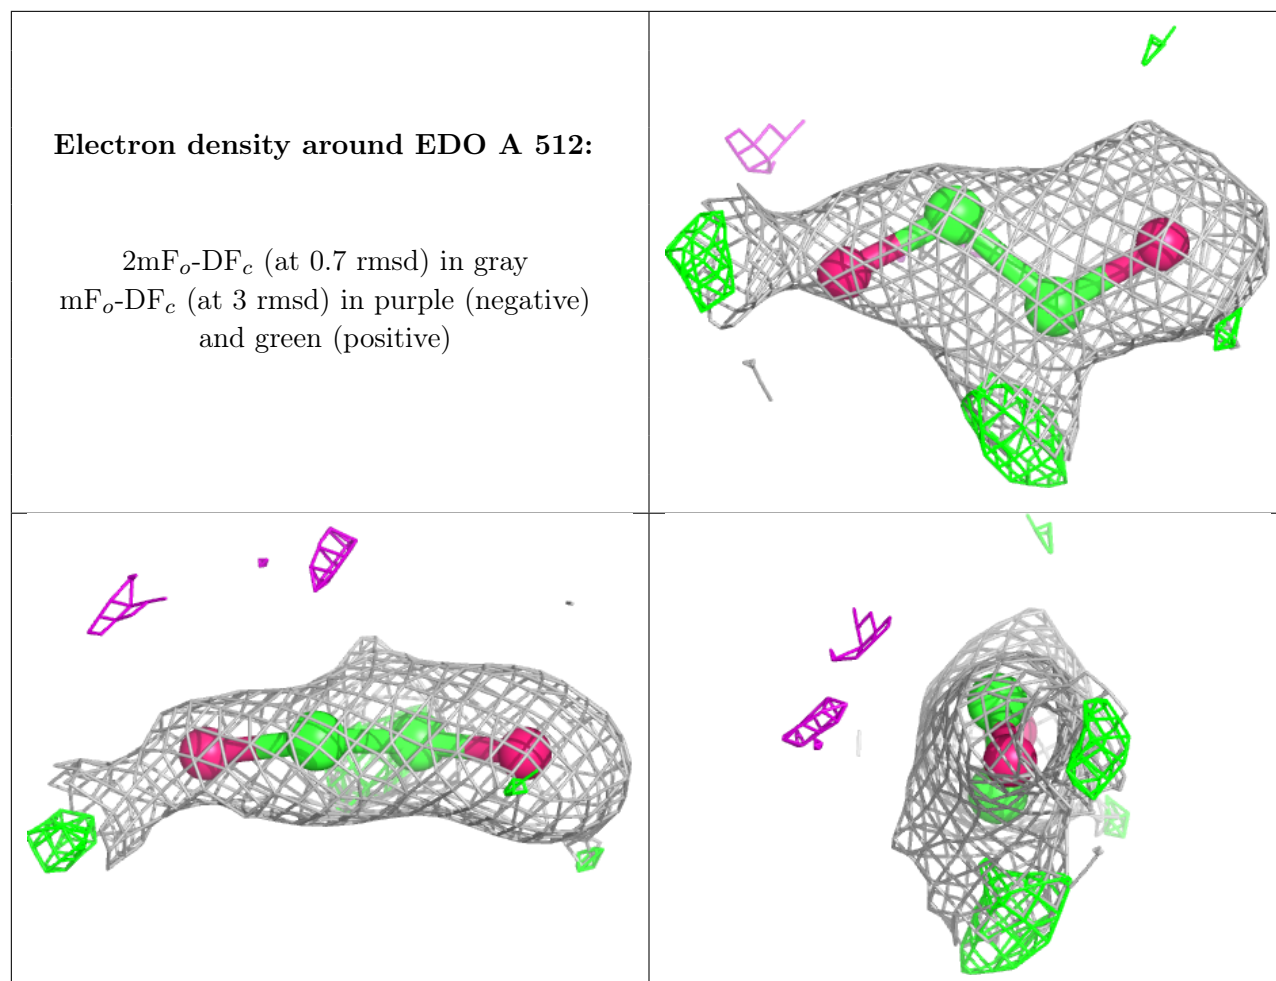 Electron density around EDO A 512:
2mFo-DFc (at 0.7 rmsd) in gray
mFo-DFc (at 3 rmsd) in purple (negative)
and green (positive)